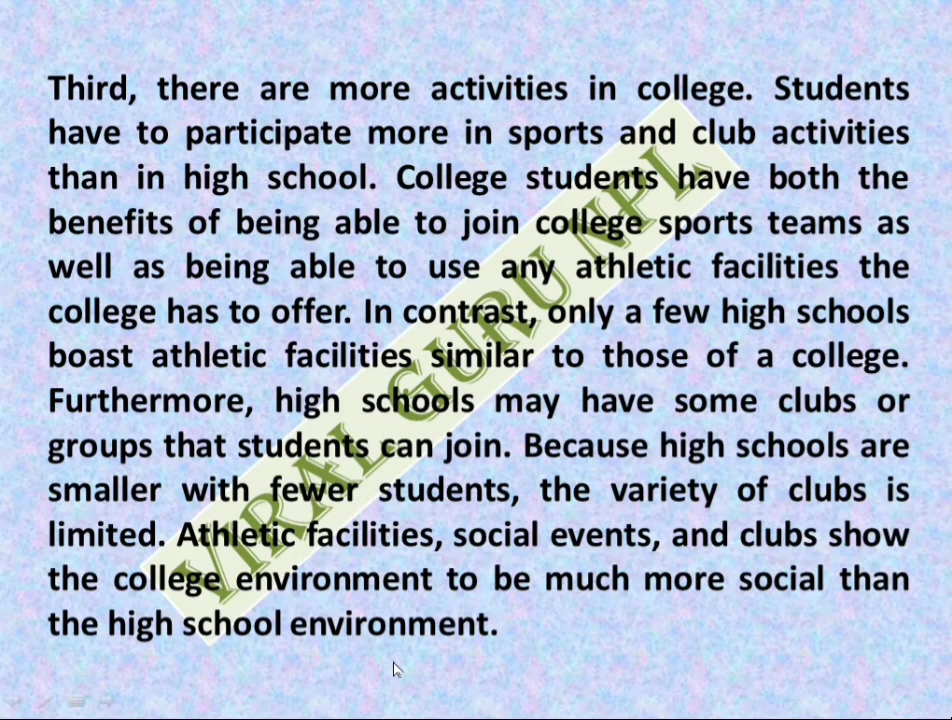 Third, there are more activities in college. Students
have to participate more in sports and club activities
than in high school. College students have both the
benefits of being able to join college sports teams as
well as being able to use any athletic facilities the
college has to offer. In contrast, only a few high schools
boast athletic facilities similar to those of a college.
Furthermore, high schools may have some clubs or
groups that students can join. Because high schools are
smaller with fewer students, the variety of clubs is
limited. Athletic facilities, social events, and clubs show
the college environment to be much more social than
the high school environment.
VIRAL GURU NPL